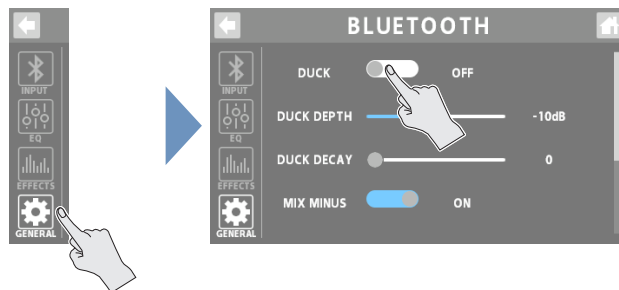 INPUT
EQ
EFFECTS
GENERAL
BLUETOOTH
INPUT
EQ
EFFECTS
GENERAL
DUCK OFF
DUCK DEPTH -10dB
DUCK DECAY 0
MIX MINUS ON